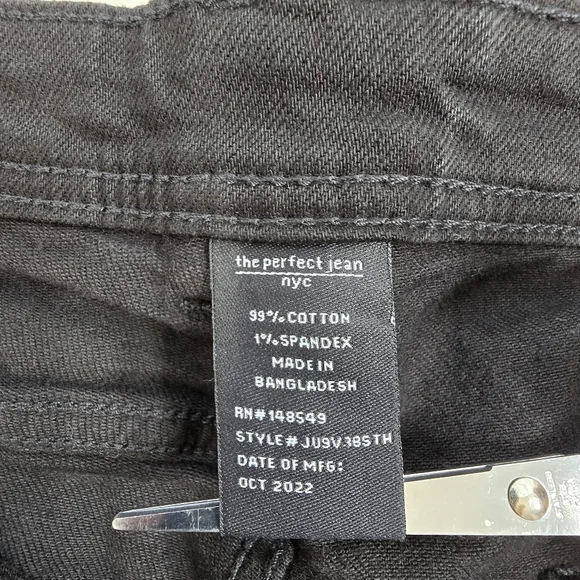 the perfect jean
nyc
99% COTTON
1% SPANDEX
MADE IN
BANGLADESH
RN# 148549
STYLE# JU9V385TH
DATE OF MFG:
OCT 2022